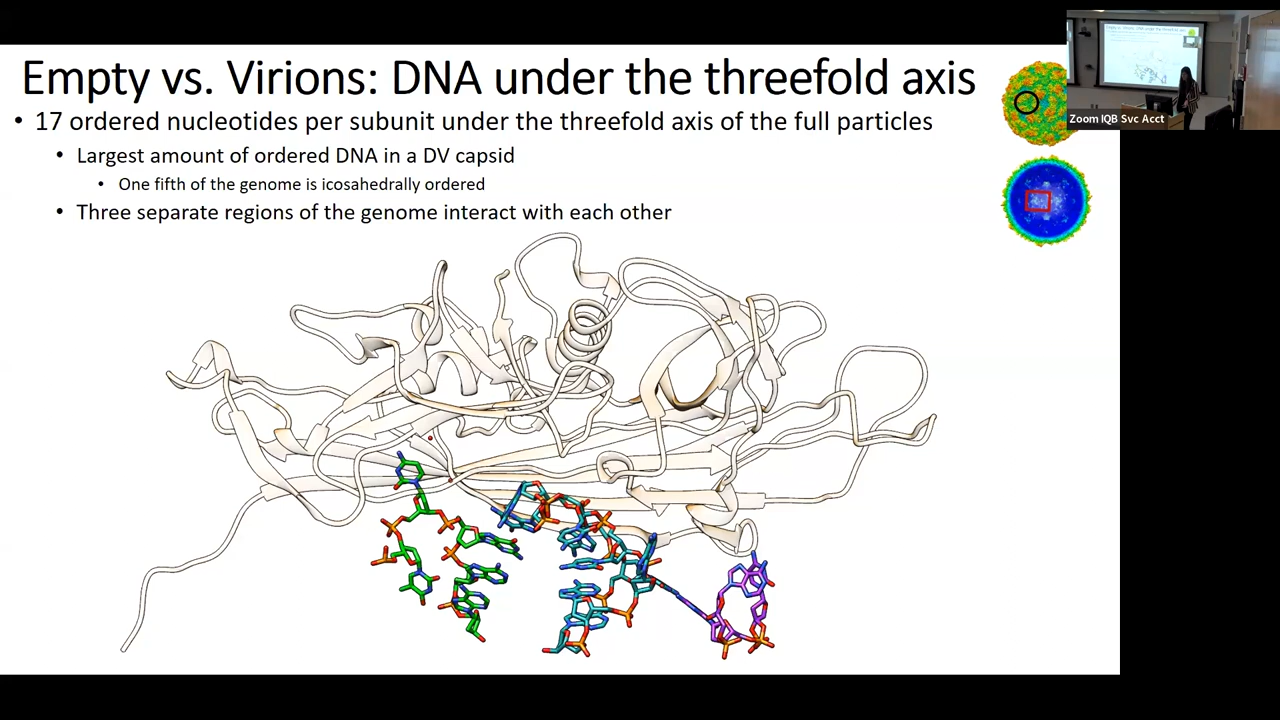 Empty vs. Virions: DNA under the threefold axis
• 17 ordered nucleotides per subunit under the threefold axis of the full particles
• Largest amount of ordered DNA in a DV capsid
• One fifth of the genome is icosahedrally ordered
• Three separate regions of the genome interact with each other
Zoom IQB Svc Acct